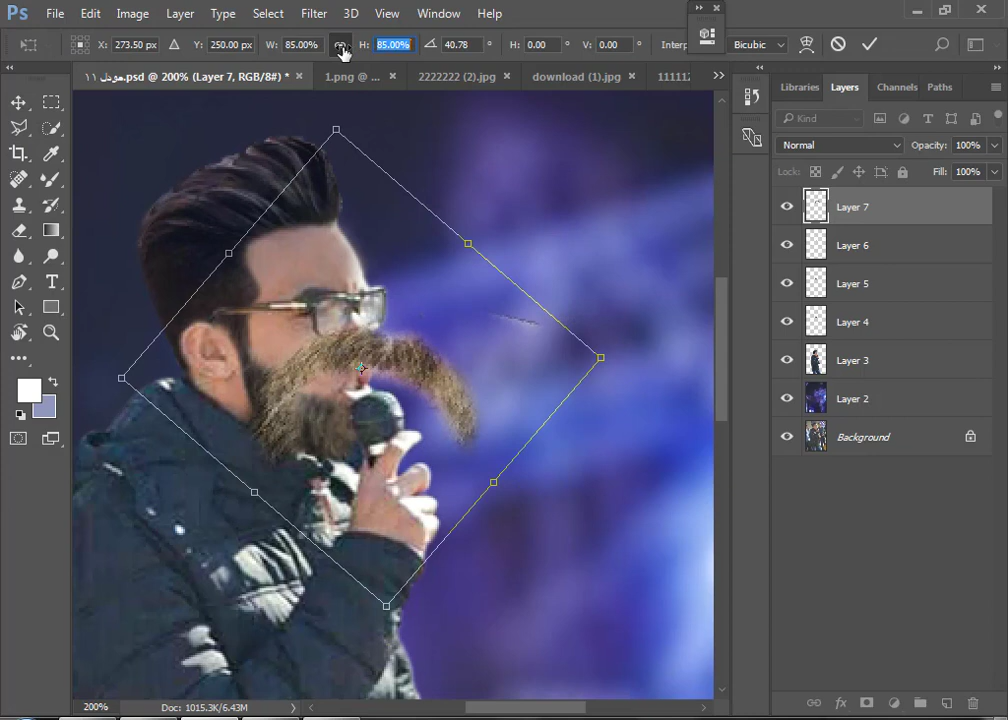 Ps File Edit Image Layer Type Select Filter 3D View Window Help
X: 273.50 px Y: 250.00 px W: 85.00% H: 85.00% 40.78 ° H: 0.00 ° V: 0.00 ° Interp Bicubic
مودل ١١.psd @ 200% (Layer 7, RGB/8#) * 1.png @ ... 2222222 (2).jpg download (1).jpg
Libraries Layers Channels Paths
Kind
Normal Opacity: 100%
Lock: Fill: 100%
Layer 7
Layer 6
Layer 5
Layer 4
Layer 3
Layer 2
Background
200% Doc: 1015.3K/6.43M